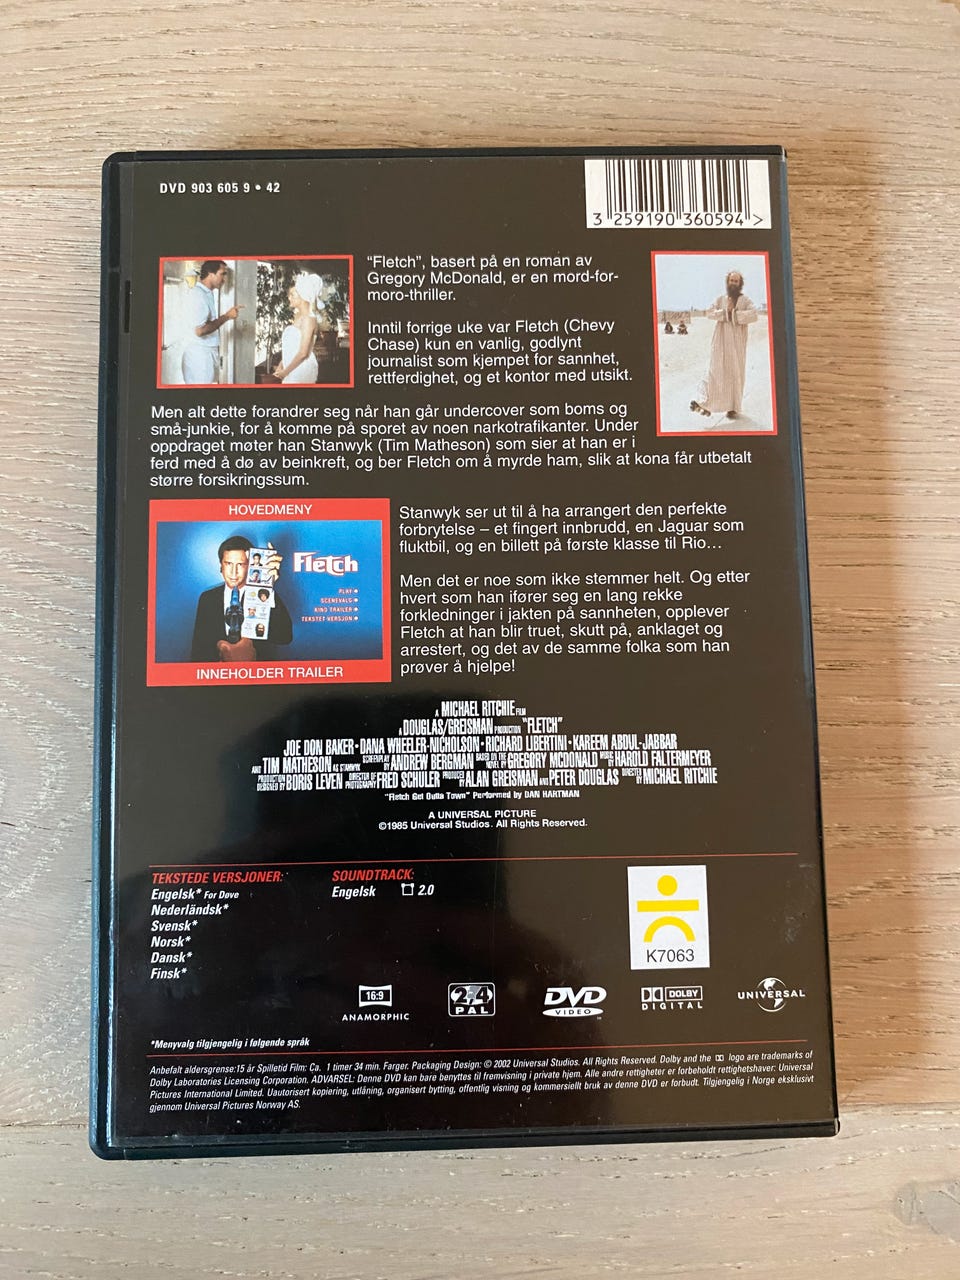 DVD 903 605 9 • 42
3 259190 360594 >
"Fletch", basert på en roman av
Gregory McDonald, er en mord-for-
moro-thriller.
Inntil forrige uke var Fletch (Chevy
Chase) kun en vanlig, godlynt
journalist som kjempet for sannhet,
rettferdighet, og et kontor med utsikt.
Men alt dette forandrer seg når han går undercover som boms og
små-junkie, for å komme på sporet av noen narkotrafikanter. Under
oppdraget møter han Stanwyk (Tim Matheson) som sier at han er i
ferd med å dø av beinkreft, og ber Fletch om å myrde ham, slik at kona får utbetalt
større forsikringssum.
HOVEDMENY
Fletch
PLAY
SCENEVALG
KINO TRAILER
TEKSTET VERSJON
INNEHOLDER TRAILER
Stanwyk ser ut til å ha arrangert den perfekte
forbrytelse – et fingert innbrudd, en Jaguar som
fluktbil, og en billett på første klasse til Rio...
Men det er noe som ikke stemmer helt. Og etter
hvert som han ifører seg en lang rekke
forkledninger i jakten på sannheten, opplever
Fletch at han blir truet, skutt på, anklaget og
arrestert, og det av de samme folka som han
prøver å hjelpe!
A MICHAEL RITCHIE FILM
A DOUGLAS/GREISMAN PRODUCTION "FLETCH"
JOE DON BAKER • DANA WHEELER-NICHOLSON • RICHARD LIBERTINI • KAREEM ABDUL-JABBAR
AND TIM MATHESON AS STANWYK SCREENPLAY BY ANDREW BERGMAN BASED ON THE NOVEL BY GREGORY MCDONALD MUSIC BY HAROLD FALTERMEYER
PRODUCTION DESIGNED BY BORIS LEVEN DIRECTOR OF PHOTOGRAPHY FRED SCHULER PRODUCED BY ALAN GREISMAN AND PETER DOUGLAS DIRECTED BY MICHAEL RITCHIE
"Fletch Get Outta Town" Performed by DAN HARTMAN
A UNIVERSAL PICTURE
©1985 Universal Studios. All Rights Reserved.
TEKSTEDE VERSJONER:
Engelsk* For Døve
Nederländsk*
Svensk*
Norsk*
Dansk*
Finsk*
SOUNDTRACK:
Engelsk 2.0
K7063
16:9
ANAMORPHIC
2,4
PAL
DVD
VIDEO
DOLBY
DIGITAL
UNIVERSAL
*Menyvalg tilgjengelig i følgende språk
Anbefalt aldersgrense:15 år Spilletid Film: Ca. 1 timer 34 min. Farger. Packaging Design: © 2002 Universal Studios. All Rights Reserved. Dolby and the logo are trademarks of
Dolby Laboratories Licensing Corporation. ADVARSEL: Denne DVD kan bare benyttes til fremvisning i private hjem. Alle andre rettigheter er forbeholdt rettighetshaver: Universal
Pictures International Limited. Uautorisert kopiering, utlåning, organisert bytting, offentlig visning og kommersiellt bruk av denne DVD er forbudt. Tilgjengelig i Norge eksklusivt
gjennom Universal Pictures Norway AS.